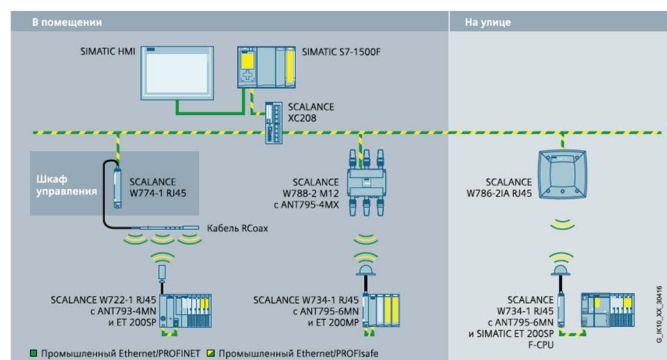 В помещении
На улице
SIMATIC HMI
SIMATIC S7-1500F
SCALANCE
XC208
Шкаф
управления
SCALANCE
W774-1 RJ45
SCALANCE
W788-2 M12
с ANT795-4MX
SCALANCE
W786-2IA RJ45
Кабель RCoax
SCALANCE W722-1 RJ45
с ANT793-4MN
и ET 200SP
SCALANCE W734-1 RJ45
с ANT795-6MN
и ET 200MP
SCALANCE
W734-1 RJ45
с ANT795-6MN
и SIMATIC ET 200SP
F-CPU
Промышленный Ethernet/PROFINET
Промышленный Ethernet/PROFIsafe
G_IK10_XX_30416